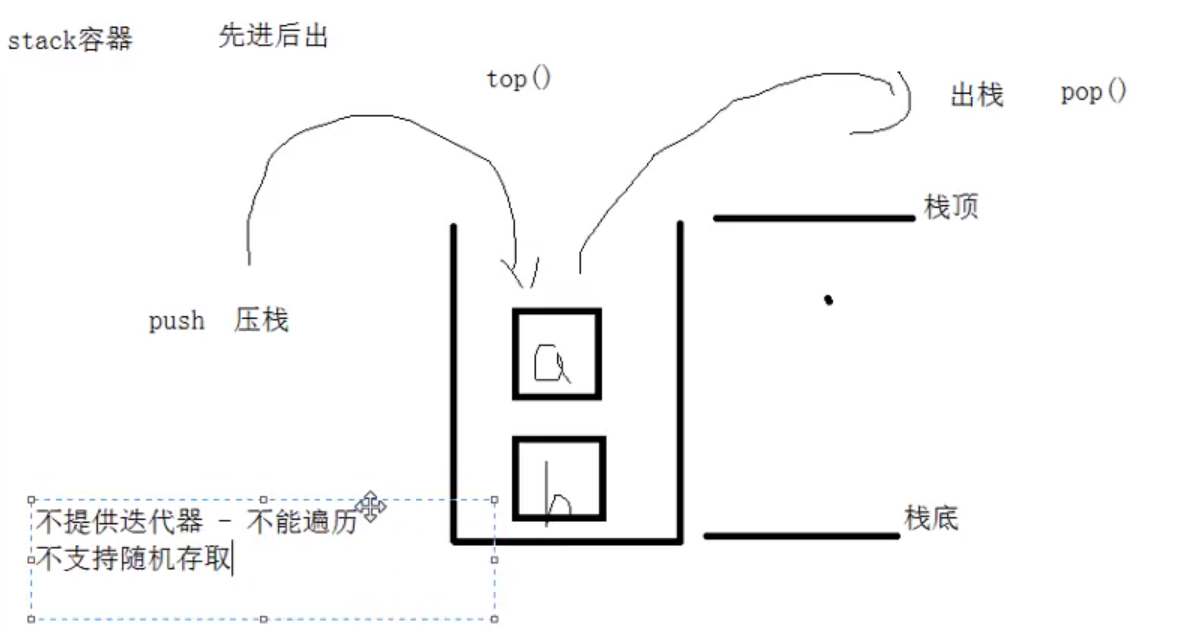 stack容器 先进后出
top()
出栈 pop()
栈顶
push 压栈
a
h
不提供迭代器 - 不能遍历
不支持随机存取
栈底